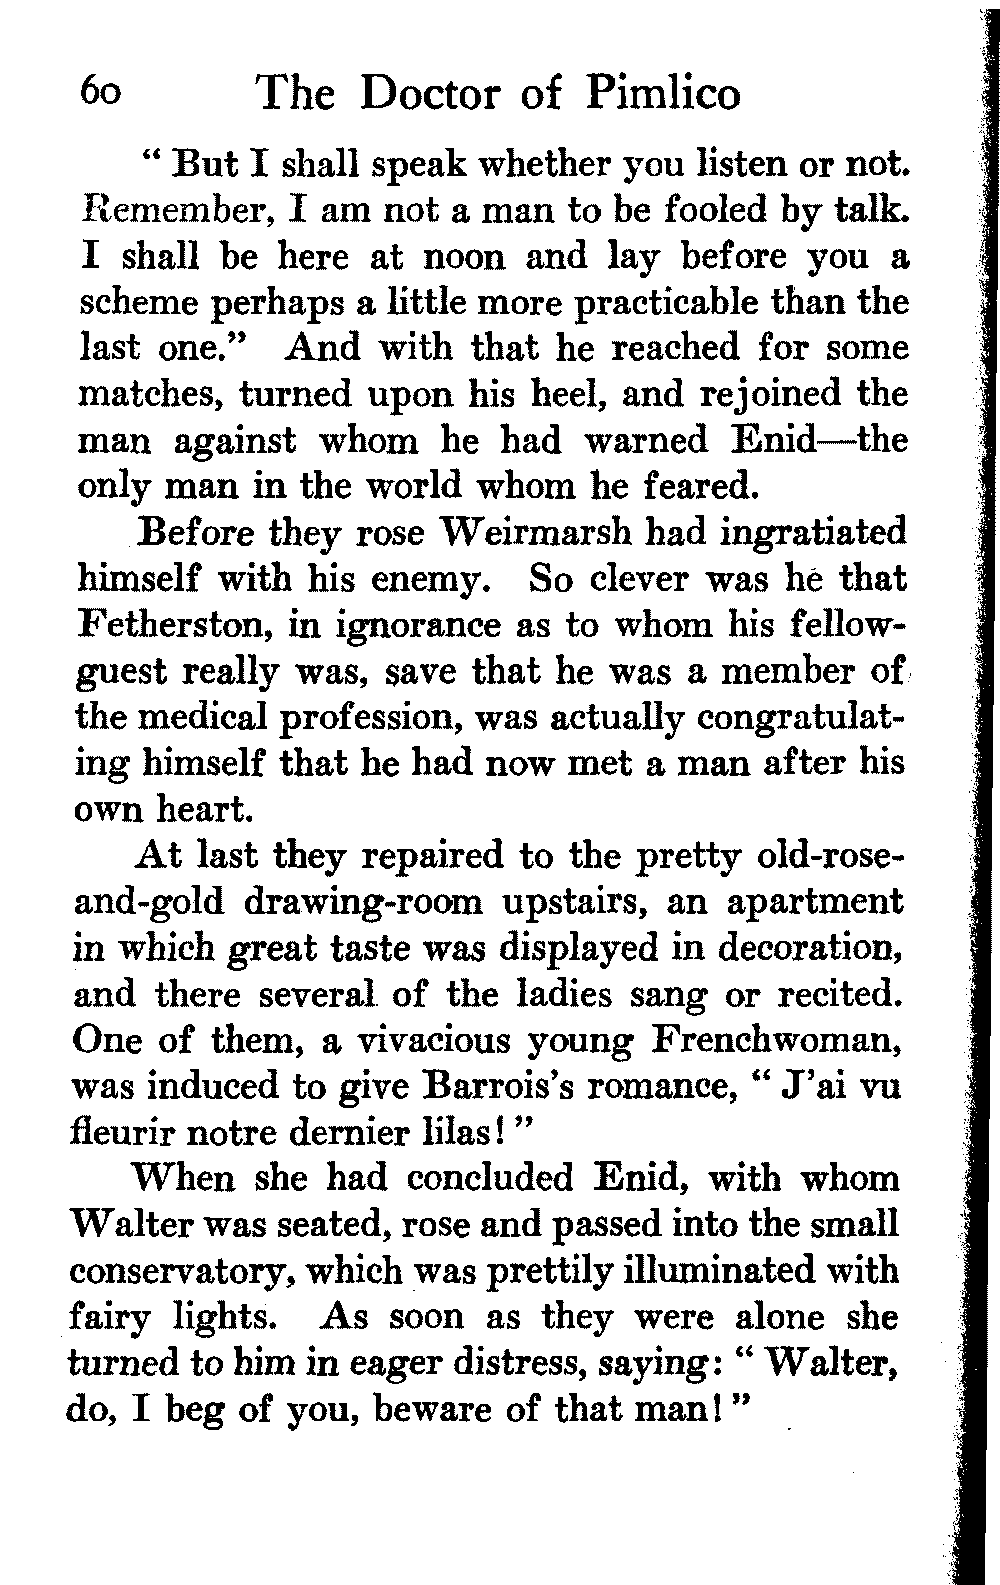 60 The Doctor of Pimlico
“ But I shall speak whether you listen or not.
Remember, I am not a man to be fooled by talk.
I shall be here at noon and lay before you a
scheme perhaps a little more practicable than the
last one.” And with that he reached for some
matches, turned upon his heel, and rejoined the
man against whom he had warned Enid—the
only man in the world whom he feared.
Before they rose Weirmarsh had ingratiated
himself with his enemy. So clever was he that
Fetherston, in ignorance as to whom his fellow-
guest really was, save that he was a member of
the medical profession, was actually congratulat-
ing himself that he had now met a man after his
own heart.
At last they repaired to the pretty old-rose-
and-gold drawing-room upstairs, an apartment
in which great taste was displayed in decoration,
and there several of the ladies sang or recited.
One of them, a vivacious young Frenchwoman,
was induced to give Barrois’s romance, “ J’ai vu
fleurir notre dernier lilas! ”
When she had concluded Enid, with whom
Walter was seated, rose and passed into the small
conservatory, which was prettily illuminated with
fairy lights. As soon as they were alone she
turned to him in eager distress, saying: “ Walter,
do, I beg of you, beware of that man! ”